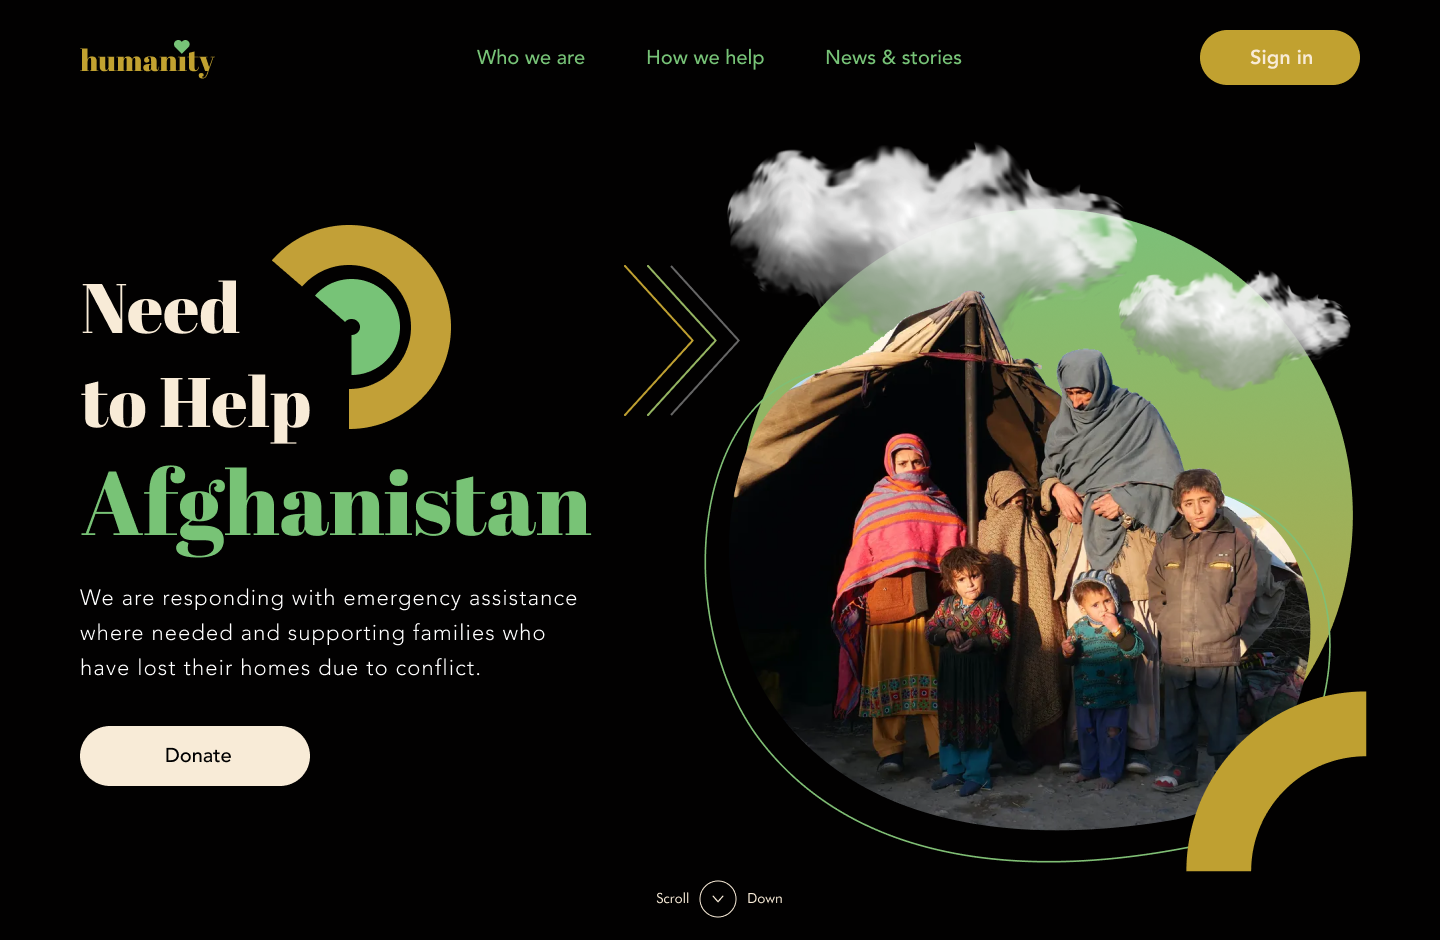 humanity
Who we are
How we help
News & stories
Sign in
Need
to Help
Afghanistan
We are responding with emergency assistance
where needed and supporting families who
have lost their homes due to conflict.
Donate
Scroll
Down